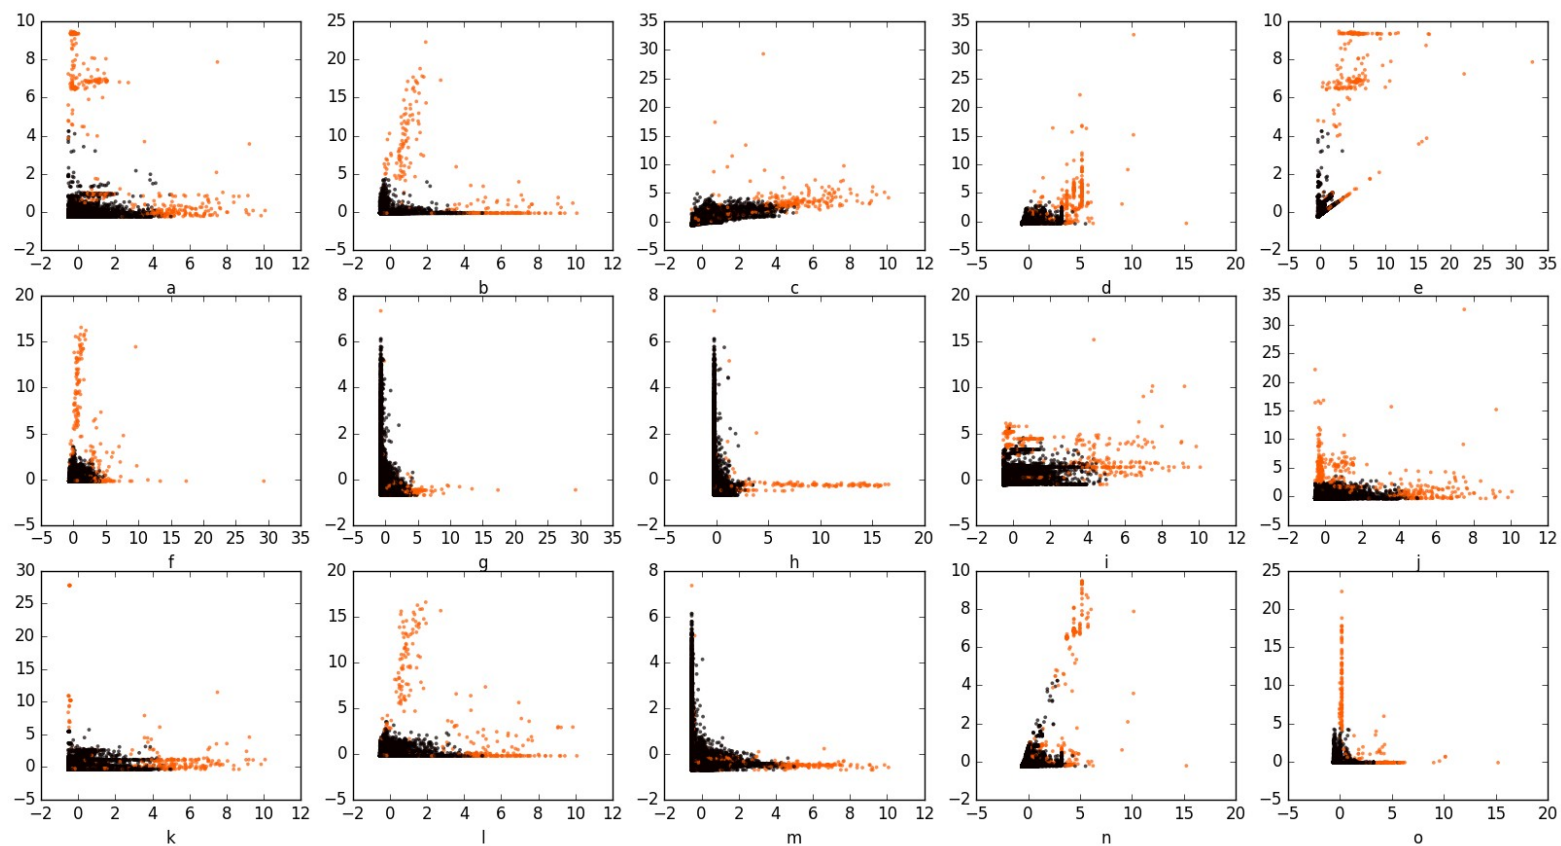 10 25 35 35 10
8 20 30 30 8
6 15 25 25 6
4 10 20 20 4
2 5 15 15 2
0 0 10 10 0
−2 −5 5 5 −2
0 0
−5 −5
−2 0 2 4 6 8 10 12 −2 0 2 4 6 8 10 12 −2 0 2 4 6 8 10 12 −5 0 5 10 15 20 −5 0 5 10 15 20 25 30 35
a b c d e
20 8 8 20 35
15 6 6 15 30
10 4 4 10 25
5 2 2 5 20
0 0 0 0 15
−5 −2 −2 −5 10
5
0
−5
−5 0 5 10 15 20 25 30 35 −5 0 5 10 15 20 25 30 35 −5 0 5 10 15 20 −2 0 2 4 6 8 10 12 −2 0 2 4 6 8 10 12
f g h i j
30 20 8 10 25
25 15 6 8 20
20 10 4 6 15
15 5 2 4 10
10 0 0 2 5
5 −5 −2 0 0
0 −2 −5
−5
−2 0 2 4 6 8 10 12 −2 0 2 4 6 8 10 12 −2 0 2 4 6 8 10 12 −5 0 5 10 15 20 −5 0 5 10 15 20
k l m n o